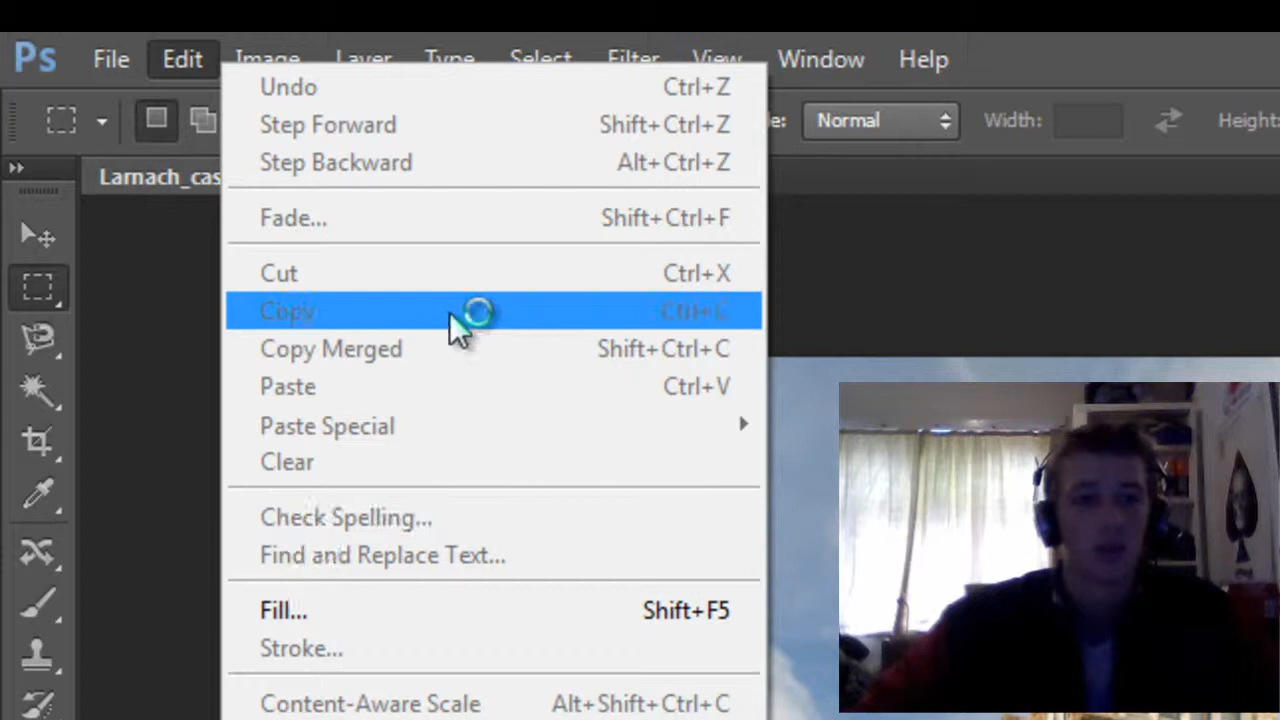 Ps File Edit Image Layer Type Select Filter View Window Help
Normal Width: Height:
Larnach_cas
Undo Ctrl+Z
Step Forward Shift+Ctrl+Z
Step Backward Alt+Ctrl+Z
Fade... Shift+Ctrl+F
Cut Ctrl+X
Copy Ctrl+C
Copy Merged Shift+Ctrl+C
Paste Ctrl+V
Paste Special
Clear
Check Spelling...
Find and Replace Text...
Fill... Shift+F5
Stroke...
Content-Aware Scale Alt+Shift+Ctrl+C